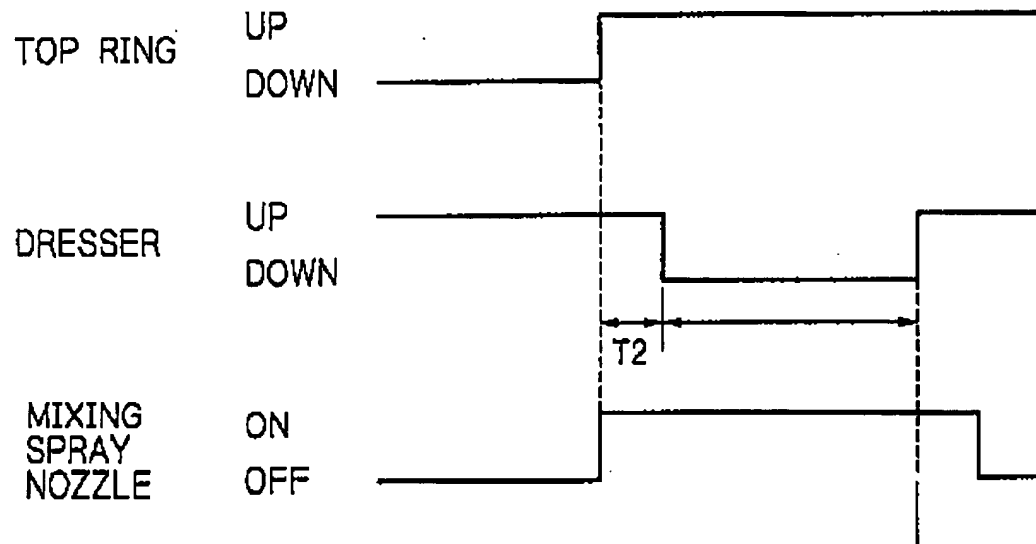 TOP RING
UP
DOWN
DRESSER
UP
DOWN
T2
MIXING
SPRAY
NOZZLE
ON
OFF